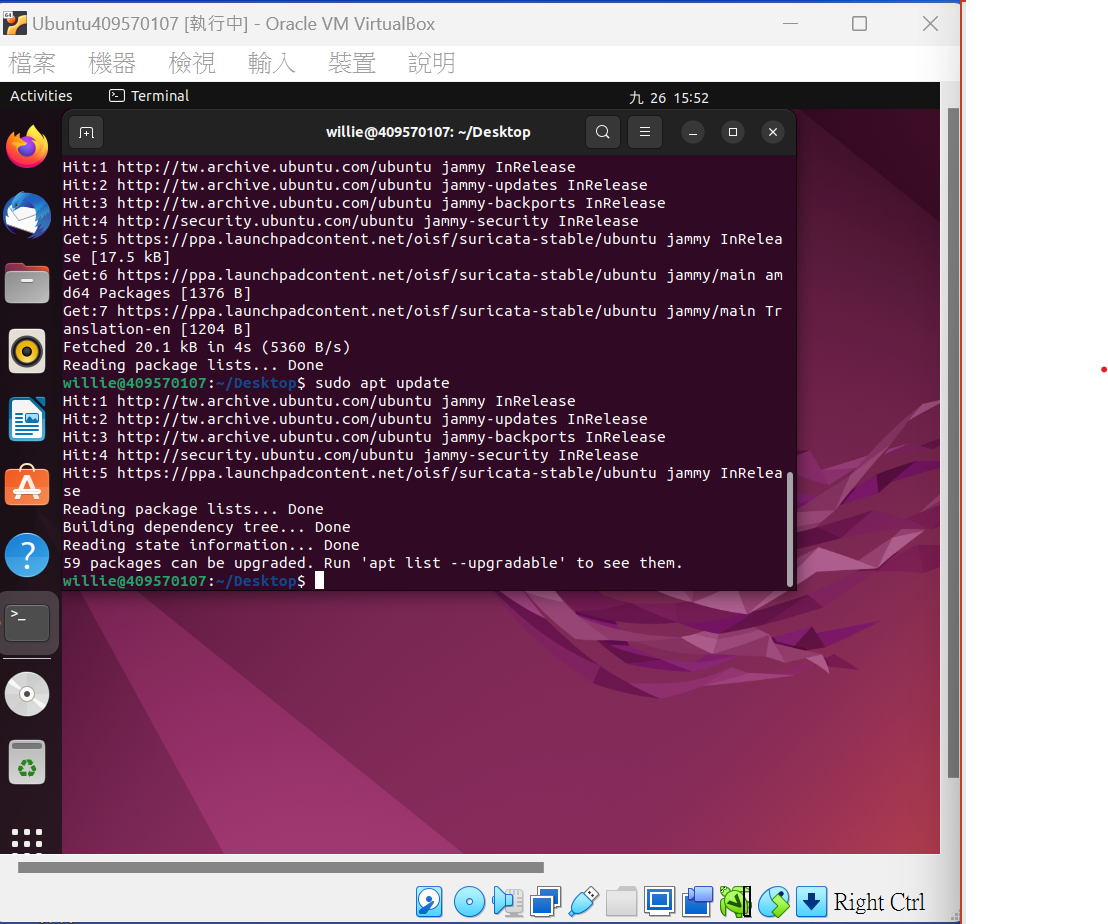 Ubuntu409570107 [執行中] - Oracle VM VirtualBox
檔案 機器 檢視 輸入 裝置 說明
Activities Terminal 九 26 15:52
willie@409570107: ~/Desktop
Hit:1 http://tw.archive.ubuntu.com/ubuntu jammy InRelease
Hit:2 http://tw.archive.ubuntu.com/ubuntu jammy-updates InRelease
Hit:3 http://tw.archive.ubuntu.com/ubuntu jammy-backports InRelease
Hit:4 http://security.ubuntu.com/ubuntu jammy-security InRelease
Get:5 https://ppa.launchpadcontent.net/oisf/suricata-stable/ubuntu jammy InRelea
se [17.5 kB]
Get:6 https://ppa.launchpadcontent.net/oisf/suricata-stable/ubuntu jammy/main am
d64 Packages [1376 B]
Get:7 https://ppa.launchpadcontent.net/oisf/suricata-stable/ubuntu jammy/main Tr
anslation-en [1204 B]
Fetched 20.1 kB in 4s (5360 B/s)
Reading package lists... Done
willie@409570107:~/Desktop$ sudo apt update
Hit:1 http://tw.archive.ubuntu.com/ubuntu jammy InRelease
Hit:2 http://tw.archive.ubuntu.com/ubuntu jammy-updates InRelease
Hit:3 http://tw.archive.ubuntu.com/ubuntu jammy-backports InRelease
Hit:4 http://security.ubuntu.com/ubuntu jammy-security InRelease
Hit:5 https://ppa.launchpadcontent.net/oisf/suricata-stable/ubuntu jammy InRelea
se
Reading package lists... Done
Building dependency tree... Done
Reading state information... Done
59 packages can be upgraded. Run 'apt list --upgradable' to see them.
willie@409570107:~/Desktop$
Right Ctrl